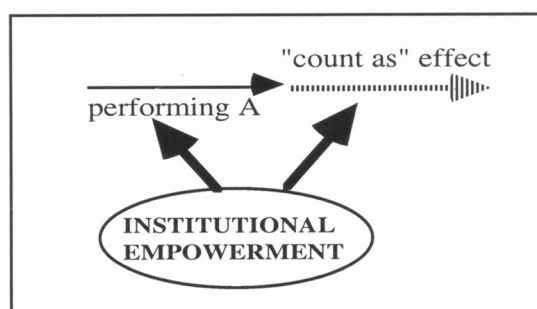 "count as" effect
performing A
INSTITUTIONAL
EMPOWERMENT